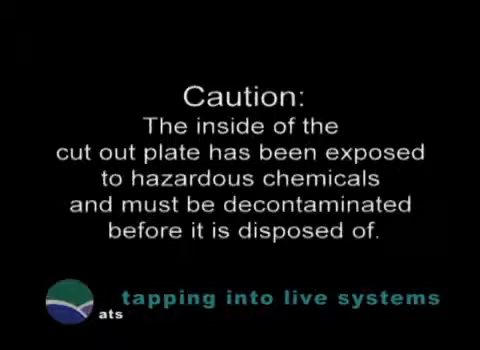 Caution:
The inside of the
cut out plate has been exposed
to hazardous chemicals
and must be decontaminated
before it is disposed of.
tapping into live systems
ats